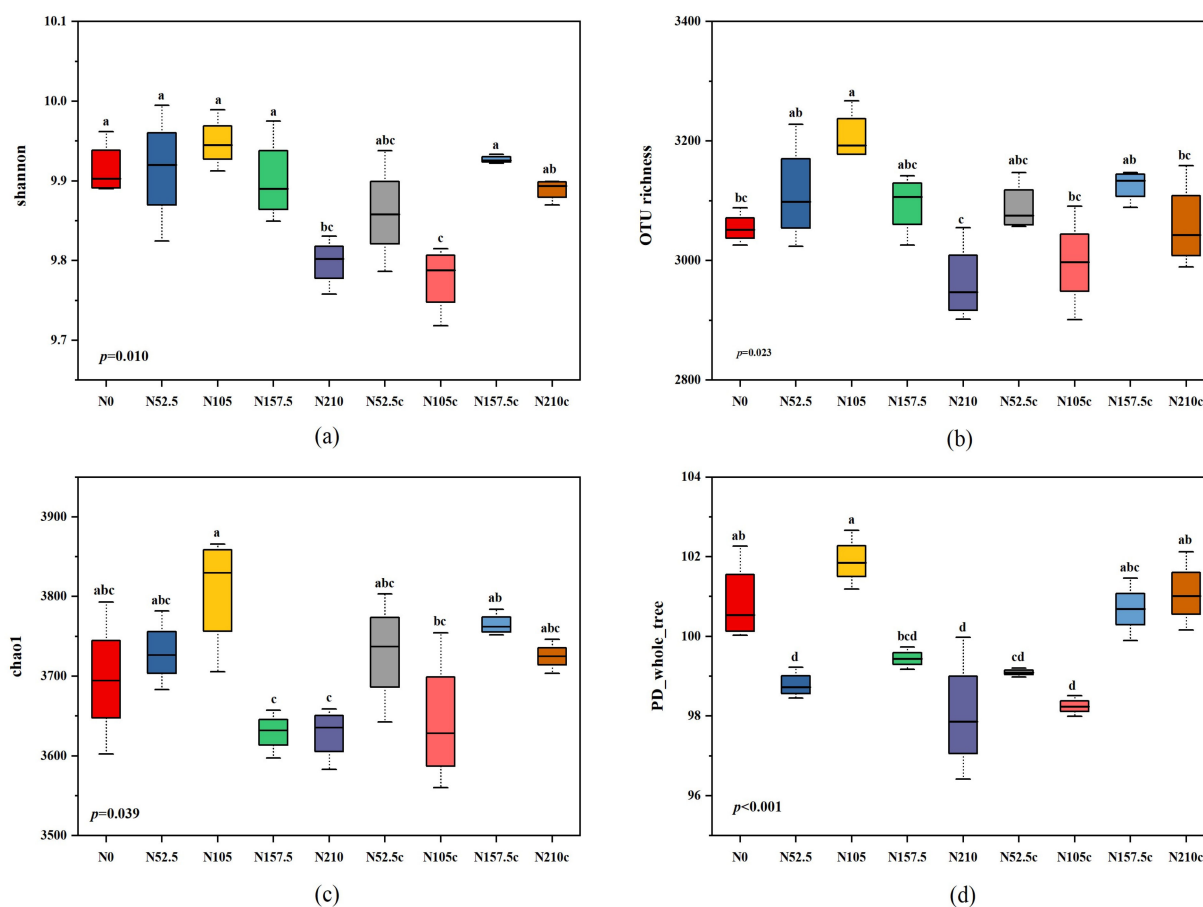 10.1
10.0
9.9
9.8
9.7
shannon
a
a
a
a
bc
abc
c
a
ab
p=0.010
N0 N52.5 N105 N157.5 N210 N52.5c N105c N157.5c N210c
(a)
3400
3200
3000
2800
OTU richness
bc
ab
a
abc
c
abc
bc
ab
bc
p=0.023
N0 N52.5 N105 N157.5 N210 N52.5c N105c N157.5c N210c
(b)
3900
3800
3700
3600
3500
chao1
abc
abc
a
c
c
abc
bc
ab
abc
p=0.039
N0 N52.5 N105 N157.5 N210 N52.5c N105c N157.5c N210c
(c)
104
102
100
98
96
PD_whole_tree
ab
d
a
bcd
d
cd
d
abc
ab
p<0.001
N0 N52.5 N105 N157.5 N210 N52.5c N105c N157.5c N210c
(d)